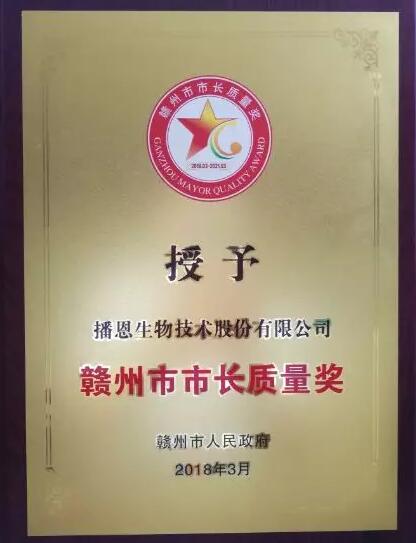 赣州市市长质量奖
2018.03-2021.03
GANZHOU MAYOR QUALITY AWARD
授予
播恩生物技术股份有限公司
赣州市市长质量奖
赣州市人民政府
2018年3月